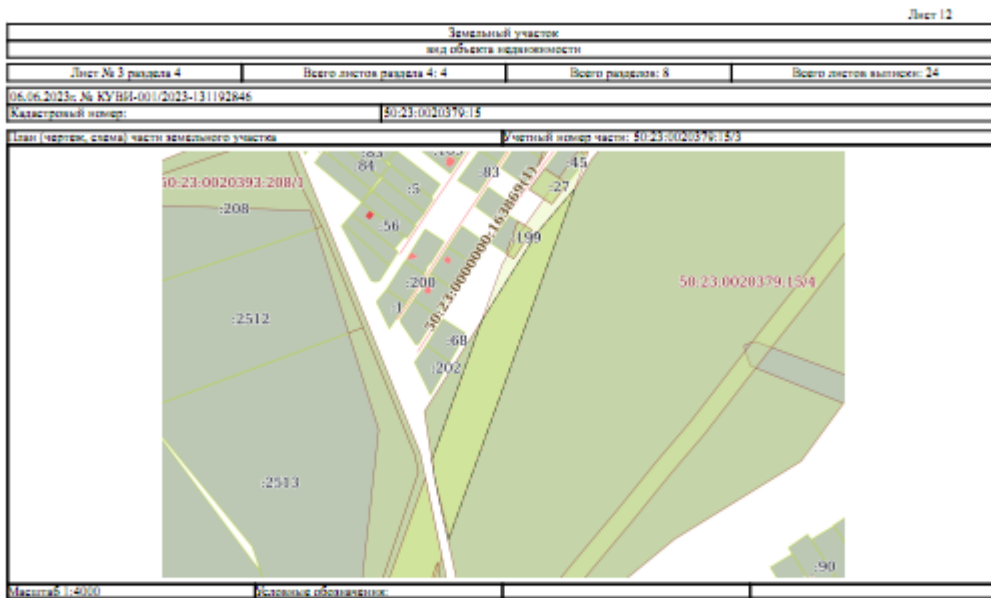 Лист 12
Земельный участок
вид объекта недвижимости
Лист № 3 раздела 4 Всего листов раздела 4: 4 Всего разделов: 8 Всего листов выписки: 24
06.06.2023г. № КУВИ-001/2023-131192846
Кадастровый номер: 50:23:0020379:15
План (чертеж, схема) части земельного участка Учетный номер части: 50:23:0020379:15/3
:83
84
:5
:56
:83
:45
:27
50:23:0020393:208/1
:208
:199
50:23:0000000:163869(1)
:200
:1
50:23:0020379:15/4
:2512
:68
:202
:2513
:90
Масштаб 1:4000 Условные обозначения: